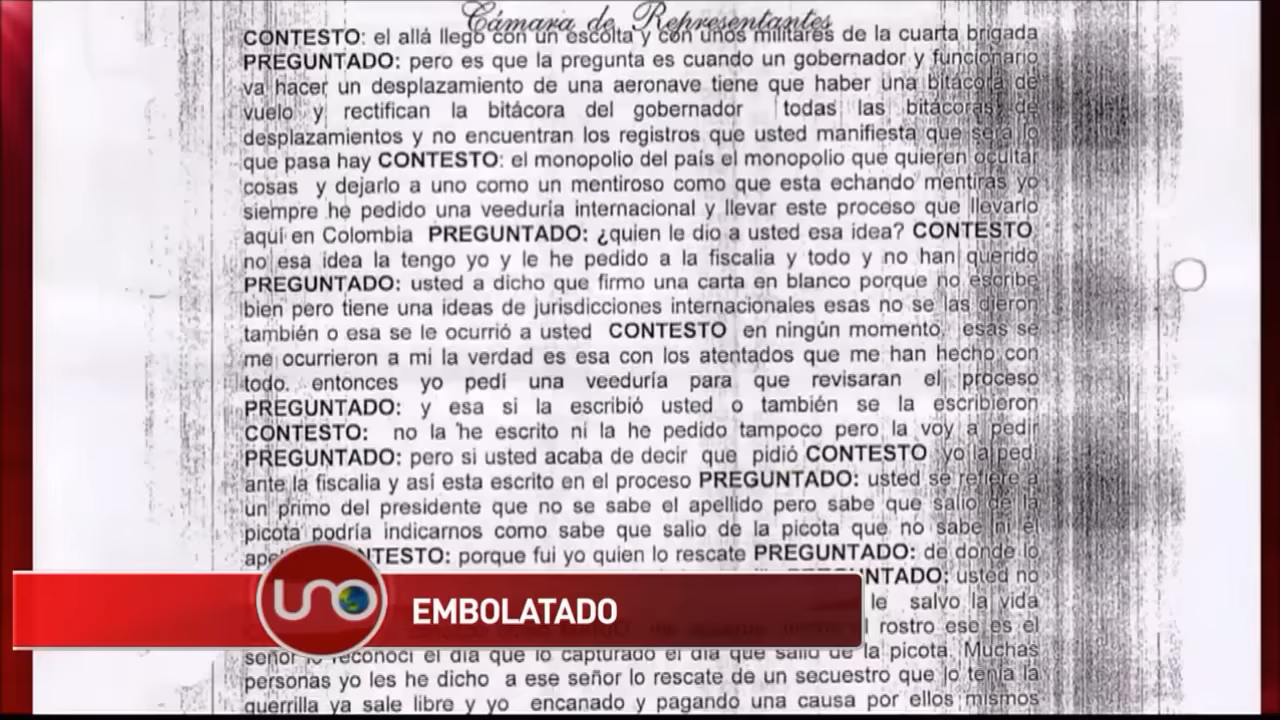 Cámara de Representantes
CONTESTO: el allá llego con un escolta y con unos militares de la cuarta brigada
PREGUNTADO: pero es que la pregunta es cuando un gobernador y funcionario
va hacer un desplazamiento de una aeronave tiene que haber una bitácora de
vuelo y rectifican la bitácora del gobernador todas las bitácoras de
desplazamientos y no encuentran los registros que usted manifiesta que será lo
que pasa hay CONTESTO: el monopolio del país el monopolio que quieren ocultar
cosas y dejarlo a uno como un mentiroso como que esta echando mentiras yo
siempre he pedido una veeduría internacional y llevar este proceso que llevarlo
aquí en Colombia PREGUNTADO: ¿quien le dio a usted esa idea? CONTESTO
no esa idea la tengo yo y le he pedido a la fiscalia y todo y no han querido
PREGUNTADO: usted a dicho que firmo una carta en blanco porque no escribe
bien pero tiene una ideas de jurisdicciones internacionales esas no se las dieron
también o esa se le ocurrió a usted CONTESTO en ningún momento, esas se
me ocurrieron a mi la verdad es esa con los atentados que me han hecho con
todo. entonces yo pedí una veeduría para que revisaran el proceso
PREGUNTADO: y esa si la escribió usted o también se la escribieron
CONTESTO: no la he escrito ni la he pedido tampoco pero la voy a pedir
PREGUNTADO: pero si usted acaba de decir que pidió CONTESTO yo la pedí
ante la fiscalia y así esta escrito en el proceso PREGUNTADO: usted se refiere a
un primo del presidente que no se sabe el apellido pero sabe que salio de la
picota podría indicarnos como sabe que salio de la picota que no sabe ni el
NTESTO: porque fui yo quien lo rescate PREGUNTADO: de donde lo
NTADO: usted no
le salvo la vida
rostro ese es el
señor lo reconocí el día que lo capturado el día que salio de la picota. Muchas
personas yo les he dicho a ese señor lo rescate de un secuestro que lo tenía la
guerrilla ya sale libre y yo encanado y pagando una causa por ellos mismos
UNO
EMBOLATADO